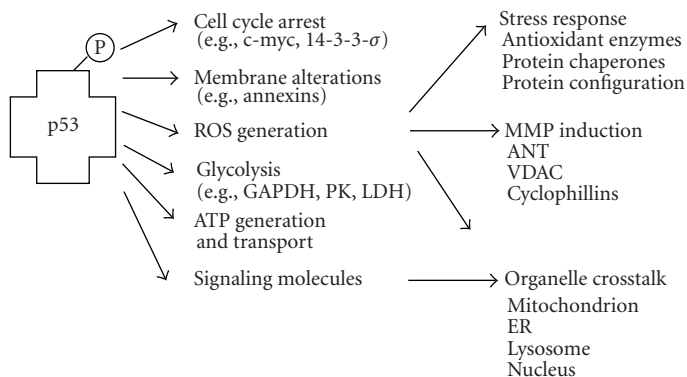 P
p53
Cell cycle arrest
(e.g., c-myc, 14-3-3-σ)
Membrane alterations
(e.g., annexins)
ROS generation
Glycolysis
(e.g., GAPDH, PK, LDH)
ATP generation
and transport
Signaling molecules
Stress response
Antioxidant enzymes
Protein chaperones
Protein configuration
MMP induction
ANT
VDAC
Cyclophillins
Organelle crosstalk
Mitochondrion
ER
Lysosome
Nucleus